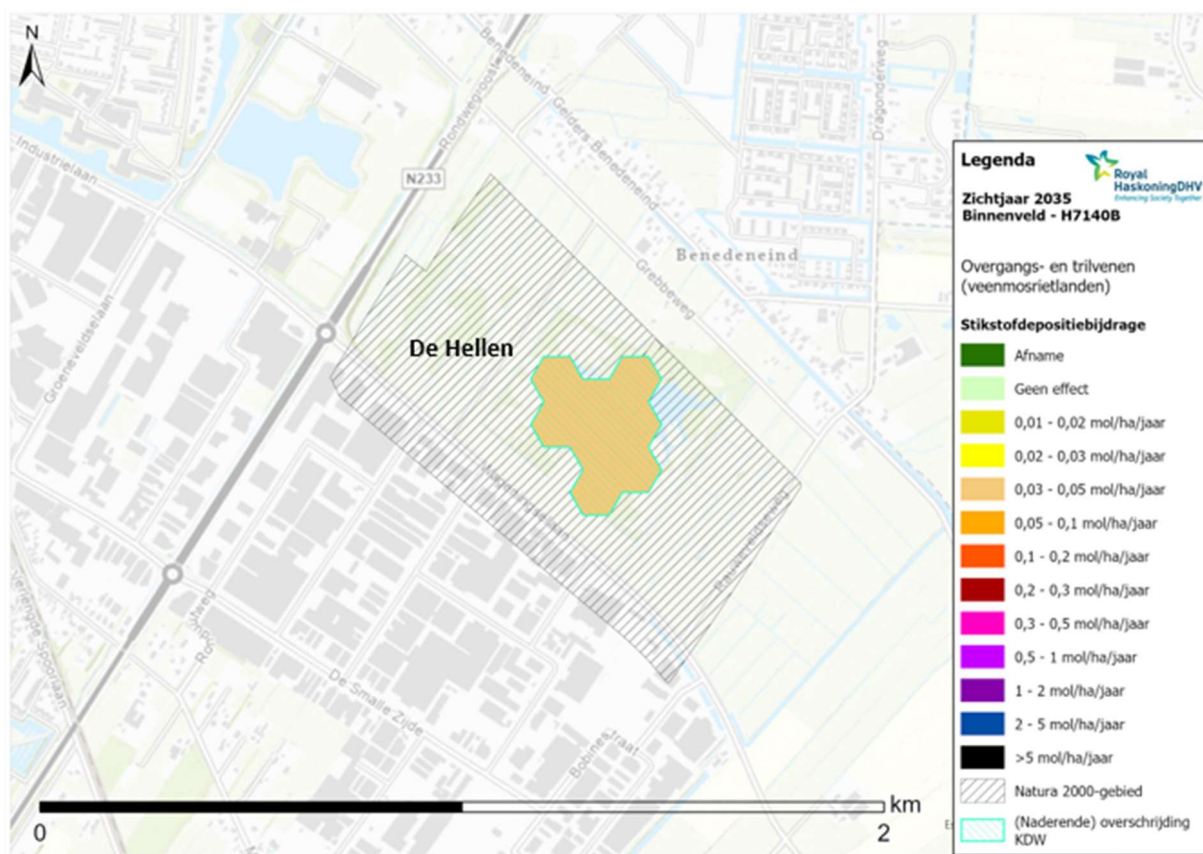 N
Industrielaan
Groeneveldselaan
N233
Rondweg-oost
Benedeneind Gelders Benedeneind
Dragonderweg
Benedeneind
Grebbeweg
De Hellen
Wageningselaan
Rauweveldseweg
De Smalle Zijde
Bobinestraat
Verlengde Spoorlaan
0
2
km
Legenda
Royal
HaskoningDHV
Enhancing Society Together
Zichtjaar 2035
Binnenveld - H7140B
Overgangs- en trilvenen
(veenmosrietlanden)
Stikstofdepositiebijdrage
Afname
Geen effect
0,01 - 0,02 mol/ha/jaar
0,02 - 0,03 mol/ha/jaar
0,03 - 0,05 mol/ha/jaar
0,05 - 0,1 mol/ha/jaar
0,1 - 0,2 mol/ha/jaar
0,2 - 0,3 mol/ha/jaar
0,3 - 0,5 mol/ha/jaar
0,5 - 1 mol/ha/jaar
1 - 2 mol/ha/jaar
2 - 5 mol/ha/jaar
>5 mol/ha/jaar
Natura 2000-gebied
(Naderende) overschrijding
KDW